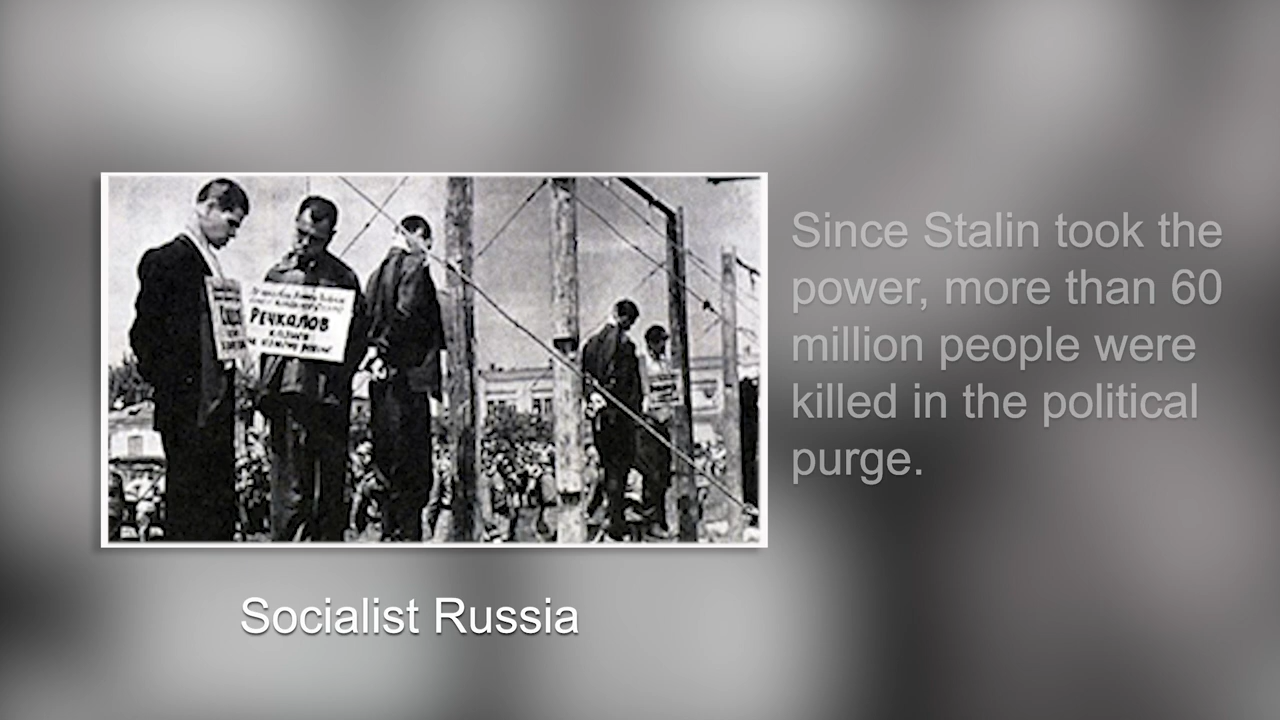 Since Stalin took the
power, more than 60
million people were
killed in the political
purge.
РЕЧКАЛОВ
Socialist Russia